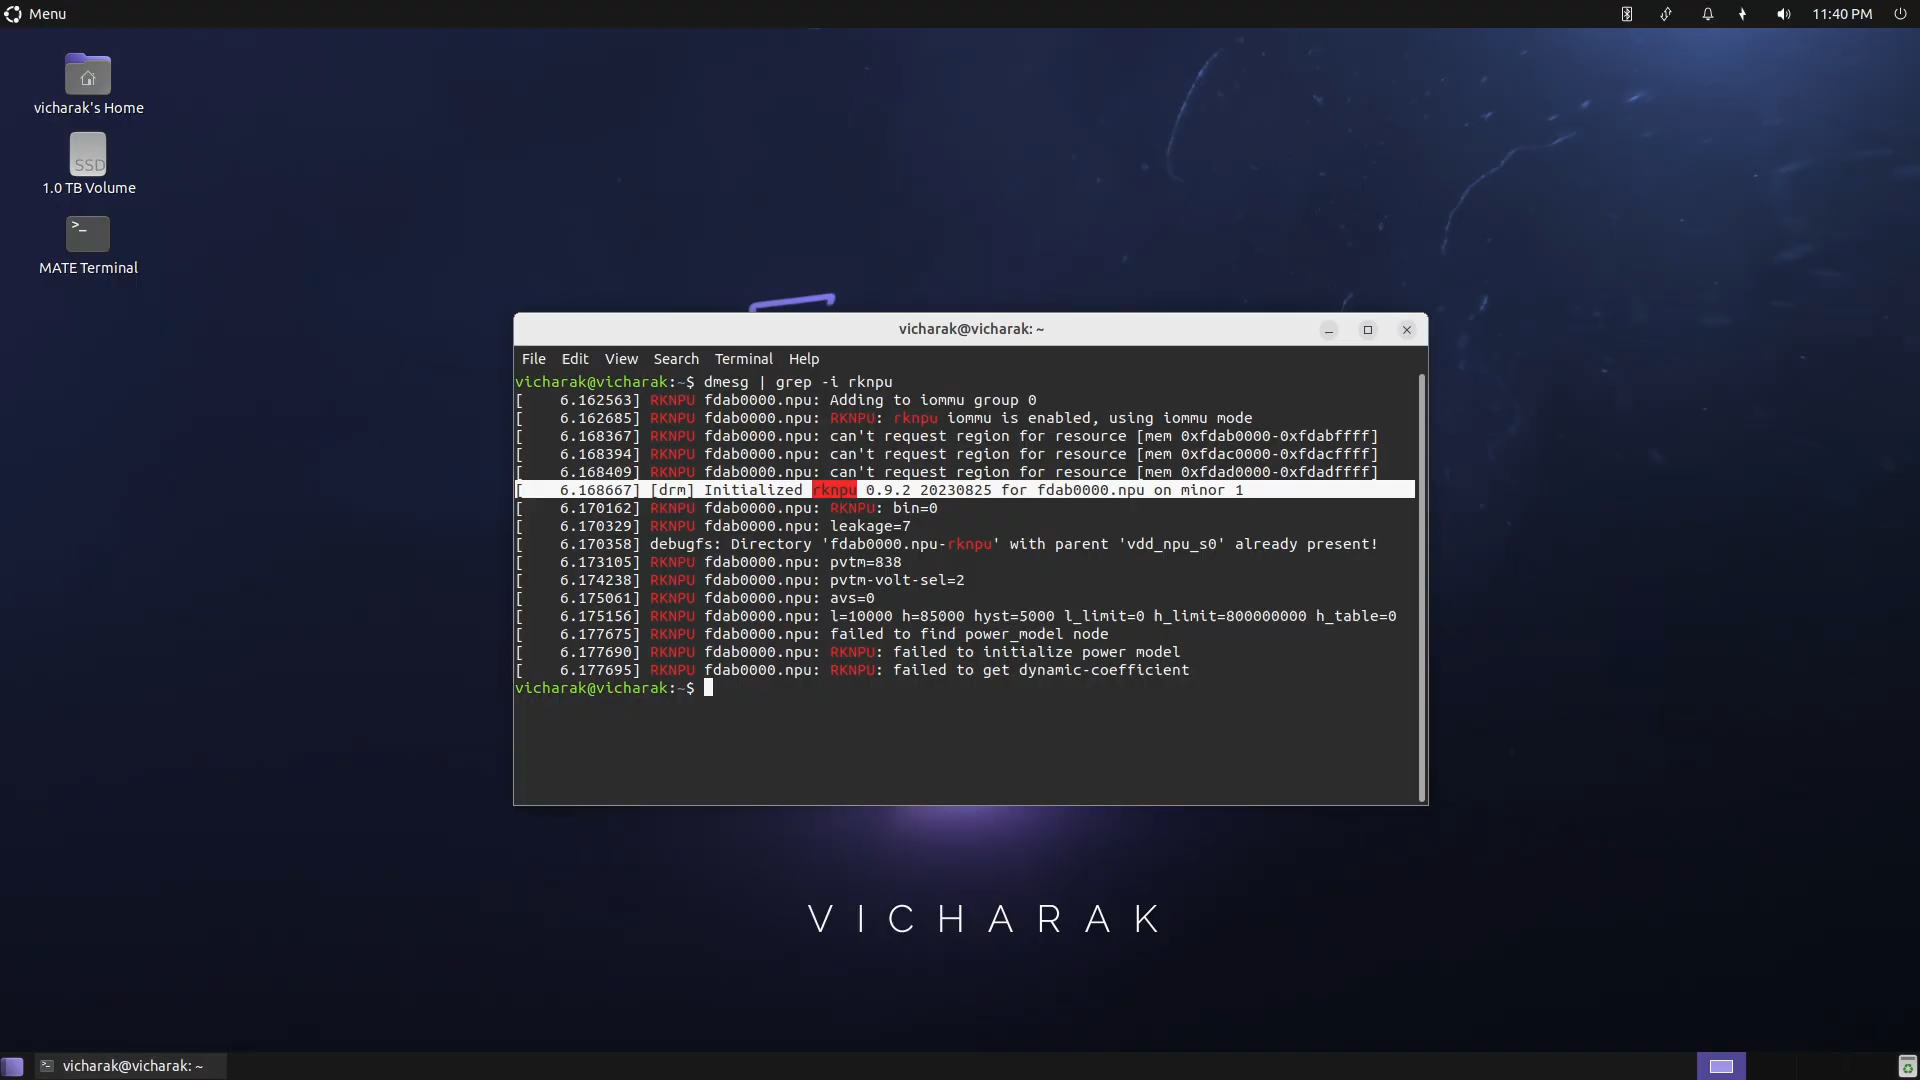 Menu
11:40 PM
vicharak's Home
SSD
1.0 TB Volume
>_
MATE Terminal
vicharak@vicharak: ~
File Edit View Search Terminal Help
vicharak@vicharak:~$ dmesg | grep -i rknpu
[    6.162563] RKNPU fdab0000.npu: Adding to iommu group 0
[    6.162685] RKNPU fdab0000.npu: RKNPU: rknpu iommu is enabled, using iommu mode
[    6.168367] RKNPU fdab0000.npu: can't request region for resource [mem 0xfdab0000-0xfdabffff]
[    6.168394] RKNPU fdab0000.npu: can't request region for resource [mem 0xfdac0000-0xfdacffff]
[    6.168409] RKNPU fdab0000.npu: can't request region for resource [mem 0xfdad0000-0xfdadffff]
[    6.168667] [drm] Initialized rknpu 0.9.2 20230825 for fdab0000.npu on minor 1
[    6.170162] RKNPU fdab0000.npu: RKNPU: bin=0
[    6.170329] RKNPU fdab0000.npu: leakage=7
[    6.170358] debugfs: Directory 'fdab0000.npu-rknpu' with parent 'vdd_npu_s0' already present!
[    6.173105] RKNPU fdab0000.npu: pvtm=838
[    6.174238] RKNPU fdab0000.npu: pvtm-volt-sel=2
[    6.175061] RKNPU fdab0000.npu: avs=0
[    6.175156] RKNPU fdab0000.npu: l=10000 h=85000 hyst=5000 l_limit=0 h_limit=800000000 h_table=0
[    6.177675] RKNPU fdab0000.npu: failed to find power_model node
[    6.177690] RKNPU fdab0000.npu: RKNPU: failed to initialize power model
[    6.177695] RKNPU fdab0000.npu: RKNPU: failed to get dynamic-coefficient
vicharak@vicharak:~$
VICHARAK
vicharak@vicharak: ~